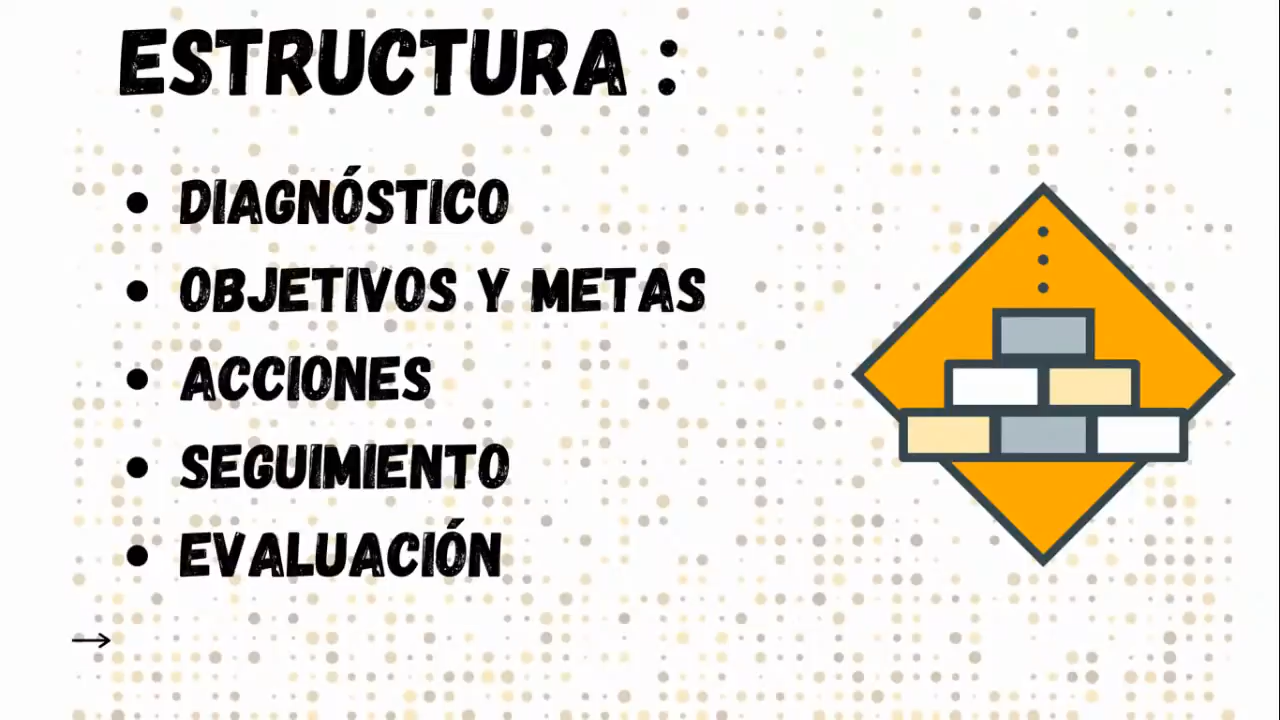 ESTRUCTURA :
• DIAGNÓSTICO
• OBJETIVOS Y METAS
• ACCIONES
• SEGUIMIENTO
• EVALUACIÓN